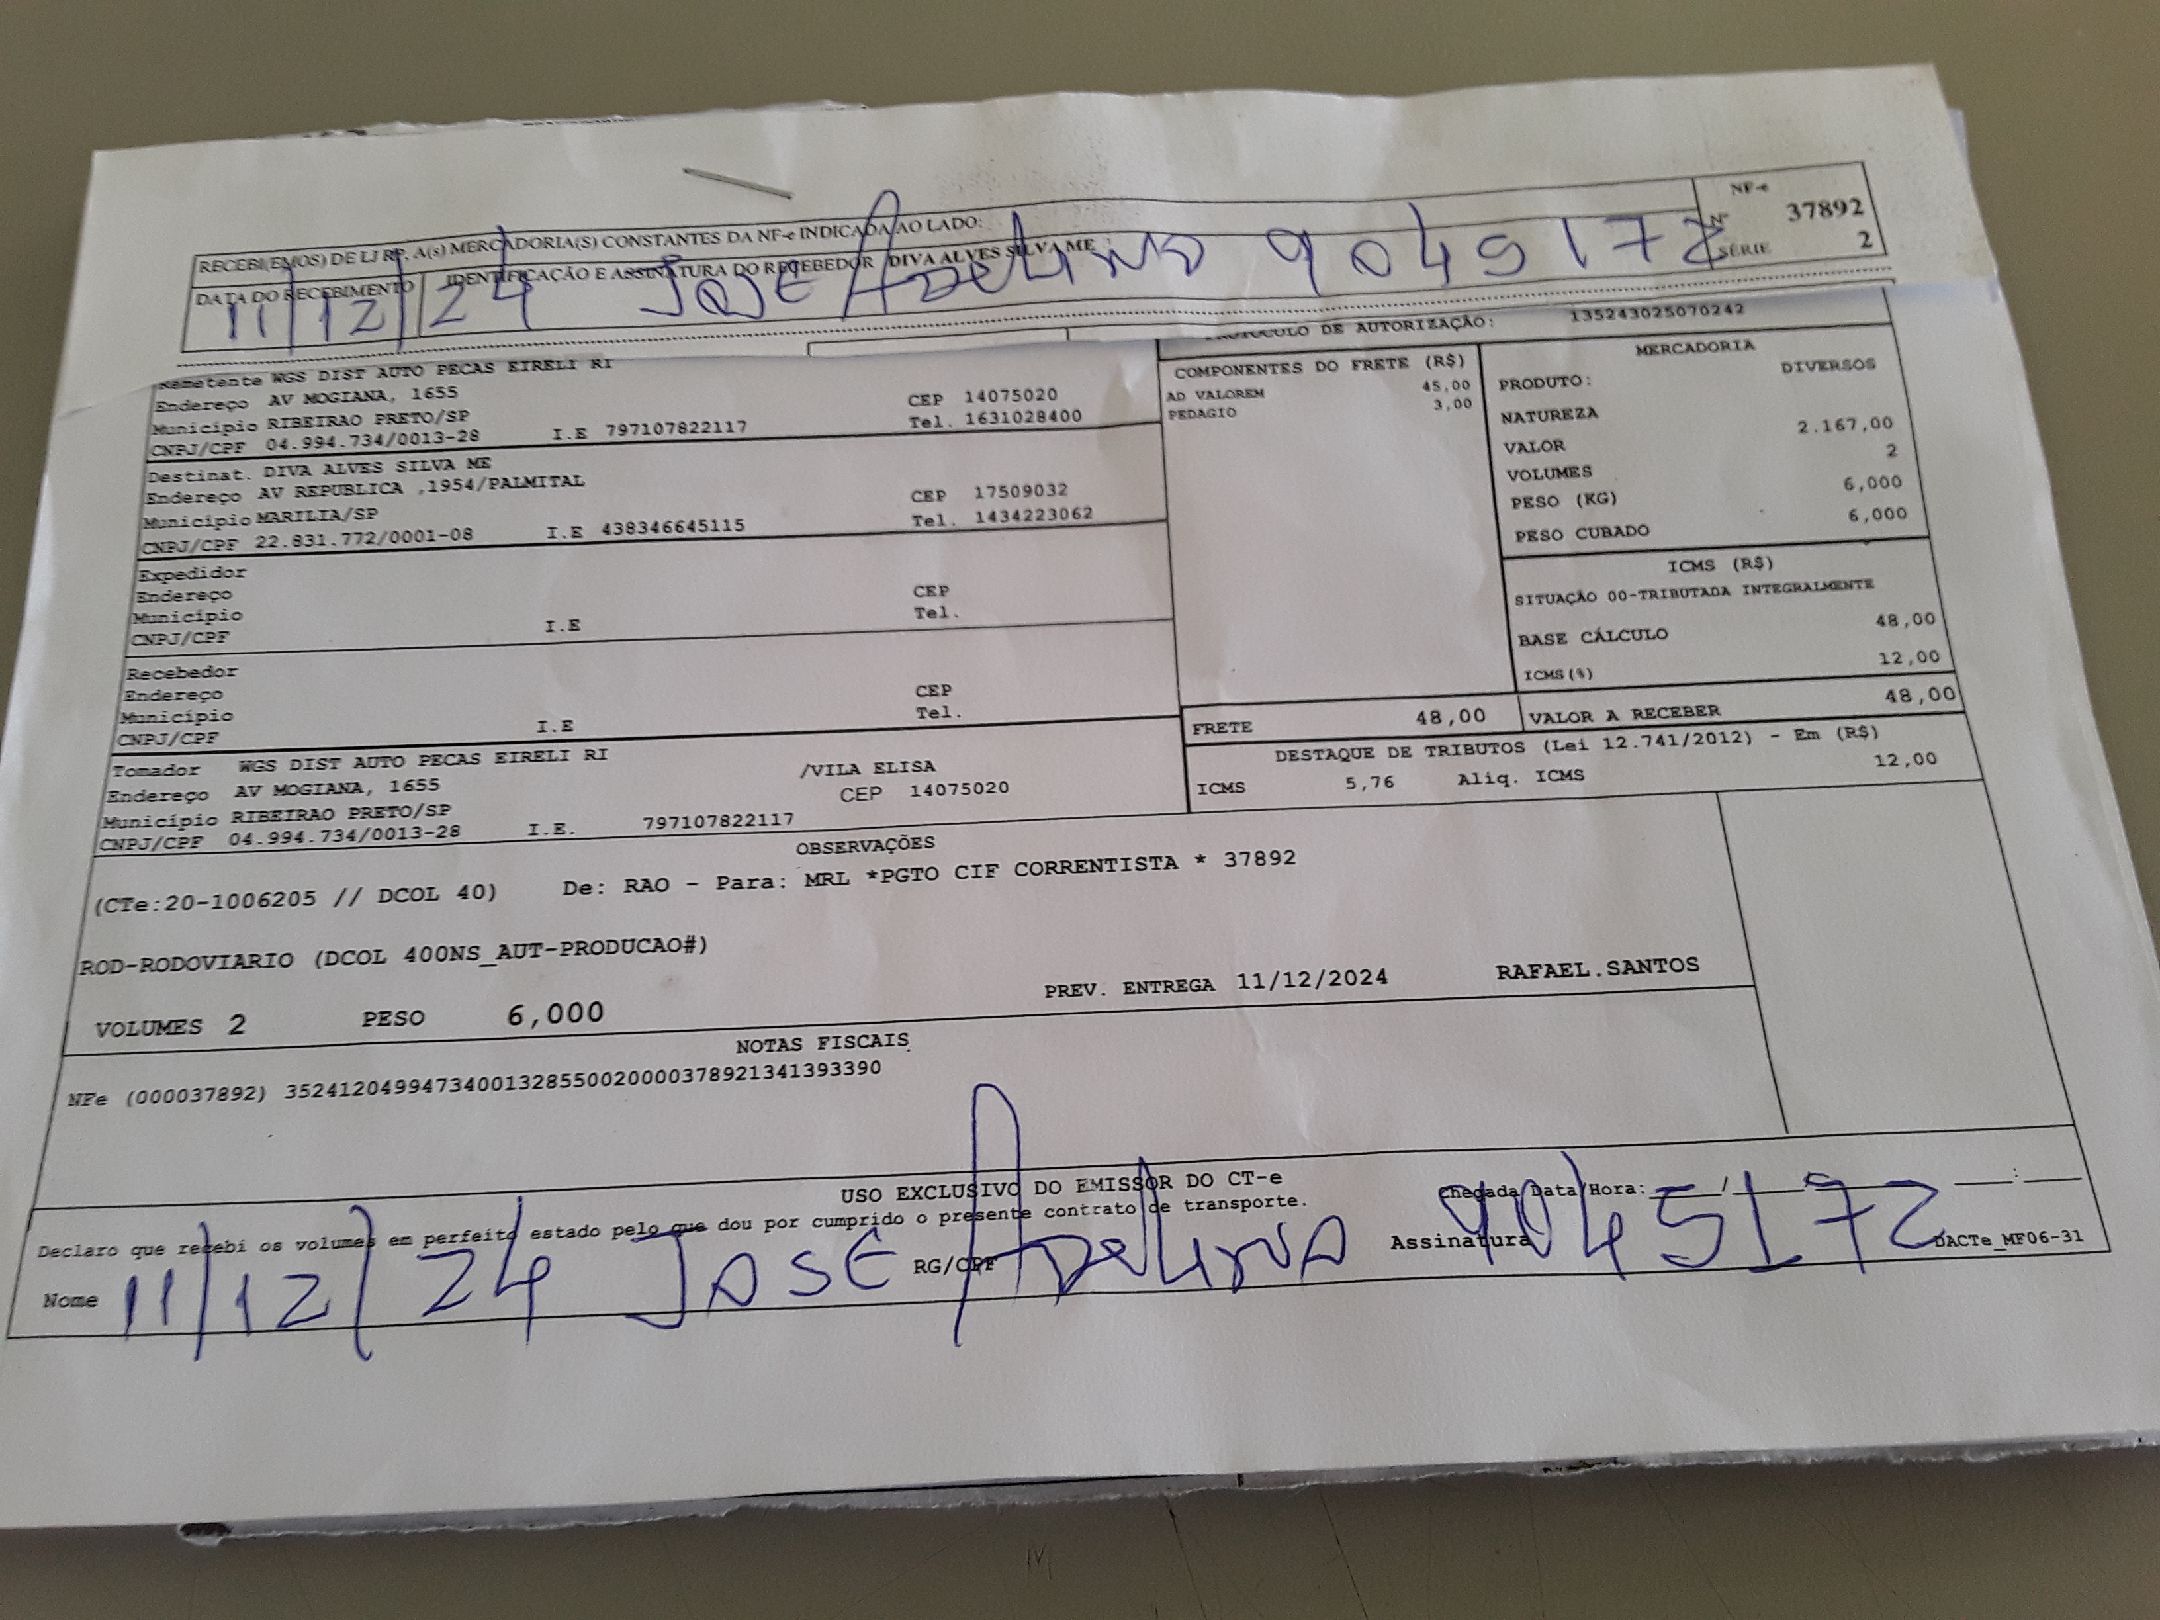 NF-e
RECEBI(EMOS) DE LJ RP, A(s) MERCADORIA(S) CONSTANTES DA NF-e INDICADA AO LADO:
Nº 37892
DATA DO RECEBIMENTO IDENTIFICAÇÃO E ASSINATURA DO RECEBEDOR DIVA ALVES SILVA ME
SÉRIE 2
11/12/24 JOSE ADELINO 9045172
PROTOCULO DE AUTORIZAÇÃO: 135243025070242
Remetente WGS DIST AUTO PECAS EIRELI RI
Endereço AV MOGIANA, 1655 CEP 14075020
Município RIBEIRAO PRETO/SP Tel. 1631028400
CNPJ/CPF 04.994.734/0013-28 I.E 797107822117
Destinat. DIVA ALVES SILVA ME
Endereço AV REPUBLICA ,1954/PALMITAL CEP 17509032
Município MARILIA/SP Tel. 1434223062
CNPJ/CPF 22.831.772/0001-08 I.E 438346645115
Expedidor
Endereço CEP
Município Tel.
CNPJ/CPF I.E
Recebedor
Endereço CEP
Município Tel.
CNPJ/CPF I.E
Tomador WGS DIST AUTO PECAS EIRELI RI /VILA ELISA
Endereço AV MOGIANA, 1655 CEP 14075020
Município RIBEIRAO PRETO/SP
CNPJ/CPF 04.994.734/0013-28 I.E. 797107822117
COMPONENTES DO FRETE (R$)
AD VALOREM 45,00
PEDAGIO 3,00
MERCADORIA
PRODUTO: DIVERSOS
NATUREZA
VALOR 2.167,00
VOLUMES 2
PESO (KG) 6,000
PESO CUBADO 6,000
ICMS (R$)
SITUAÇÃO 00-TRIBUTADA INTEGRALMENTE
BASE CÁLCULO 48,00
ICMS(%) 12,00
FRETE 48,00 VALOR A RECEBER 48,00
DESTAQUE DE TRIBUTOS (Lei 12.741/2012) - Em (R$)
ICMS 5,76 Aliq. ICMS 12,00
OBSERVAÇÕES
(CTe:20-1006205 // DCOL 40) De: RAO - Para: MRL *PGTO CIF CORRENTISTA * 37892
ROD-RODOVIARIO (DCOL 400NS_AUT-PRODUCAO#)
VOLUMES 2 PESO 6,000 PREV. ENTREGA 11/12/2024 RAFAEL.SANTOS
NOTAS FISCAIS
NFe (000037892) 35241204994734001328550020000378921341393390
USO EXCLUSIVO DO EMISSOR DO CT-e
Declaro que recebi os volumes em perfeito estado pelo que dou por cumprido o presente contrato de transporte.
Chegada Data/Hora: / / :
Nome RG/CPF Assinatura DACTe_MF06-31
11/12/24 JOSE ADELINO 9045172